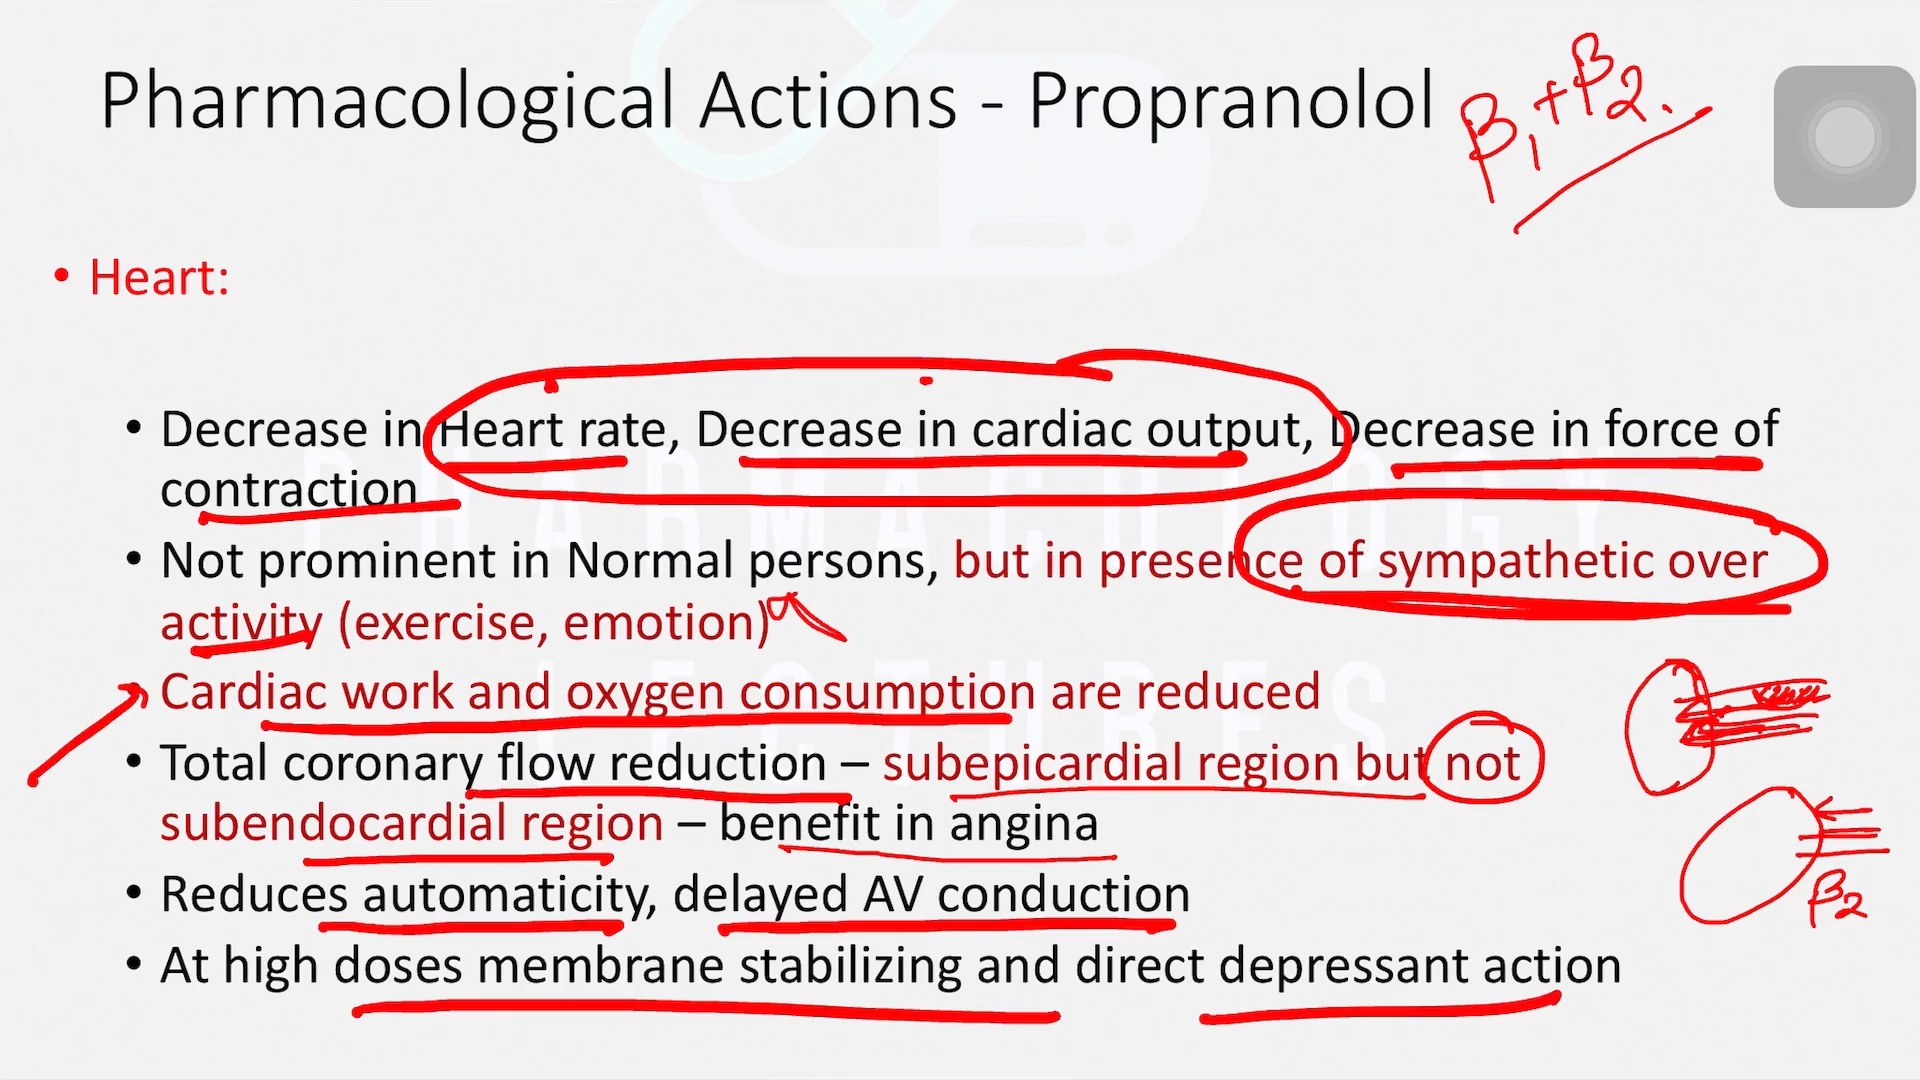 Pharmacological Actions - Propranolol
β1 + β2.
• Heart:
• Decrease in Heart rate, Decrease in cardiac output, Decrease in force of
contraction
• Not prominent in Normal persons, but in presence of sympathetic over
activity (exercise, emotion)
Cardiac work and oxygen consumption are reduced
• Total coronary flow reduction – subepicardial region but not
subendocardial region – benefit in angina
• Reduces automaticity, delayed AV conduction
β2
• At high doses membrane stabilizing and direct depressant action
PHARMACOLOGY
LECTURES